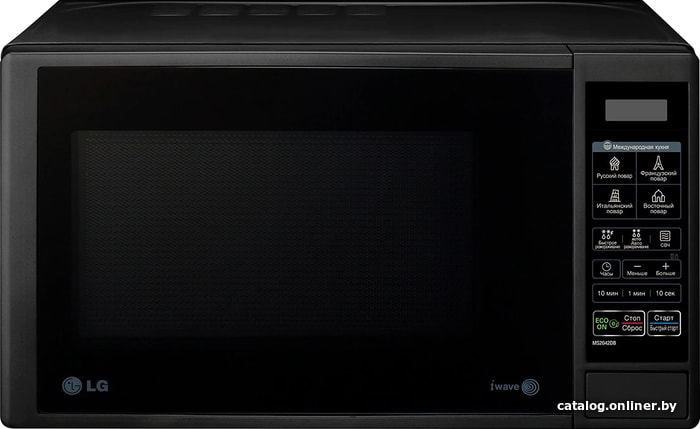 Международная кухня
Русский повар
Французский повар
Итальянский повар
Восточный повар
Быстрое размораживание
AUTO Авто размораживание
СВЧ
Часы
− Меньше
+ Больше
10 мин
1 мин
10 сек
ECO ON
Стоп Сброс
Старт Быстрый старт
MS2042DB
LG
i wave
catalog.onliner.by